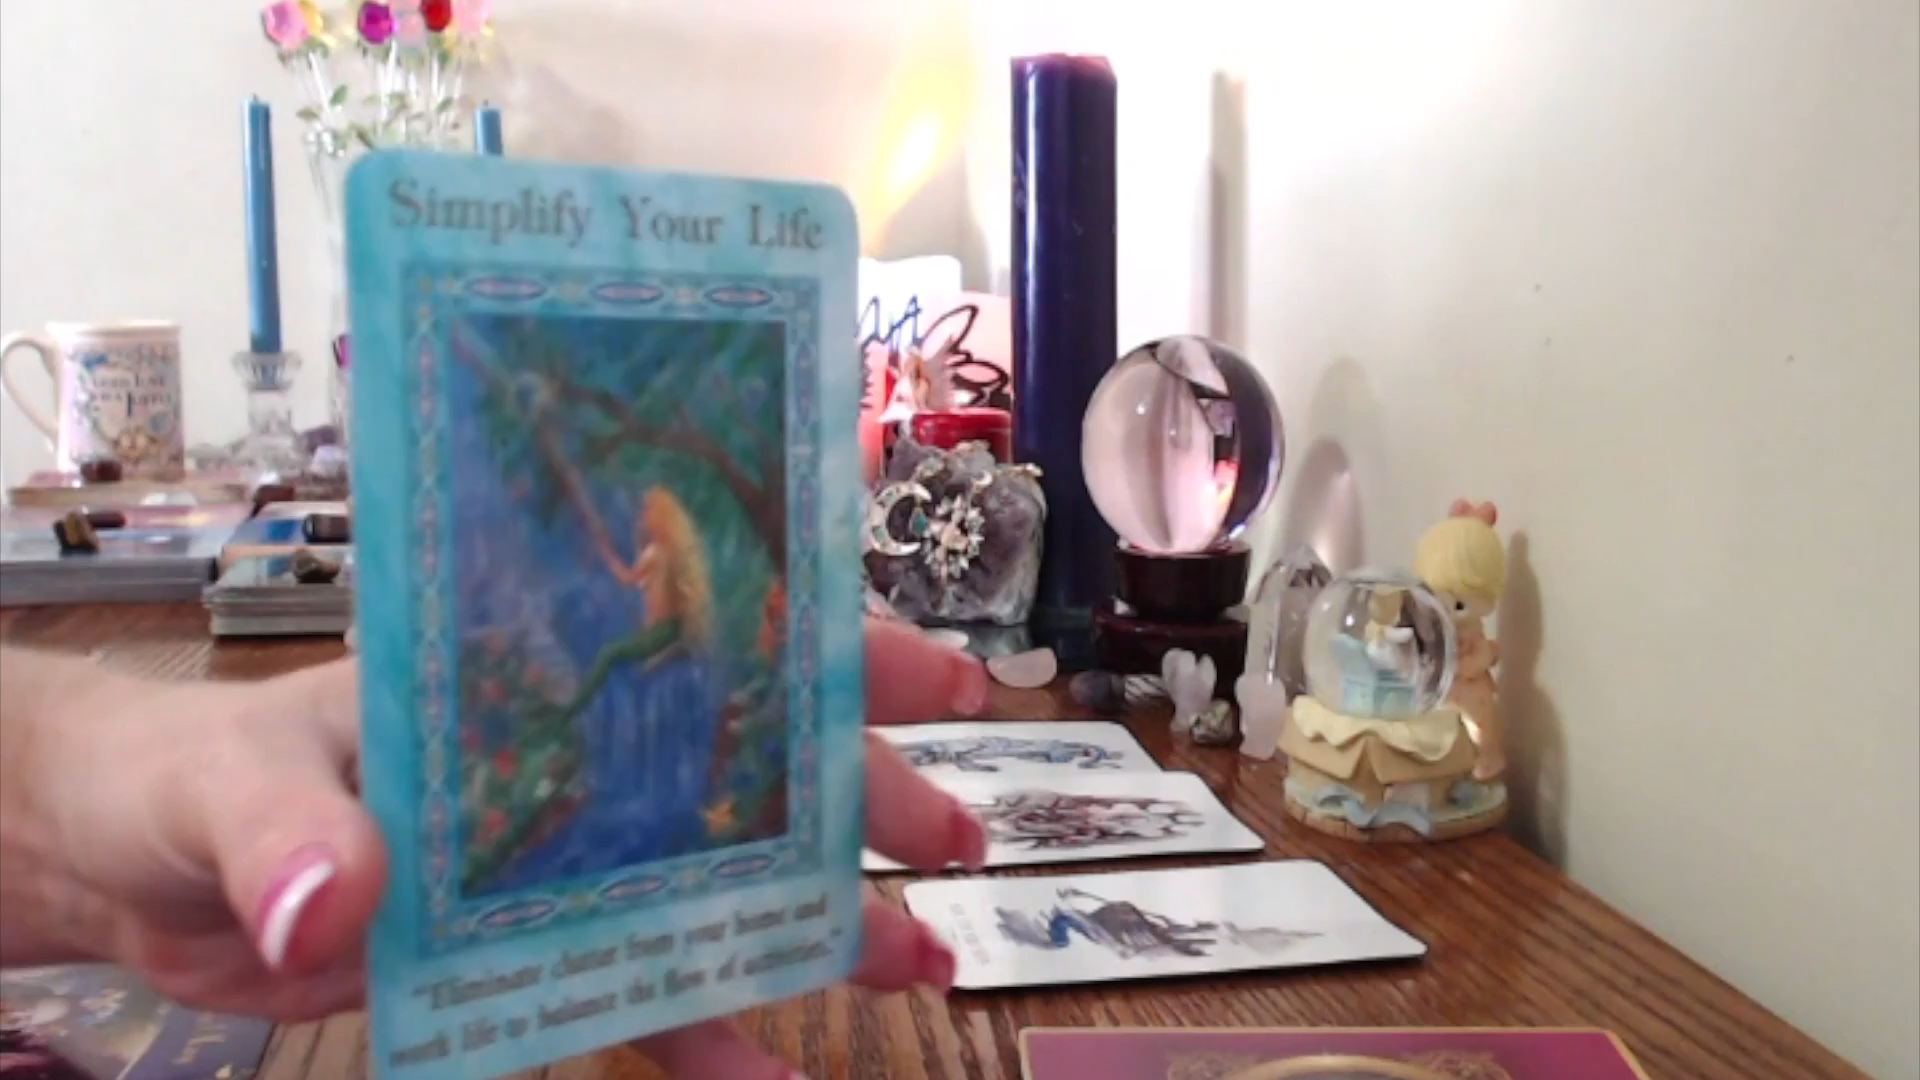 Simplify Your Life
"Eliminate clutter from your home and
work life to balance the flow of activities."